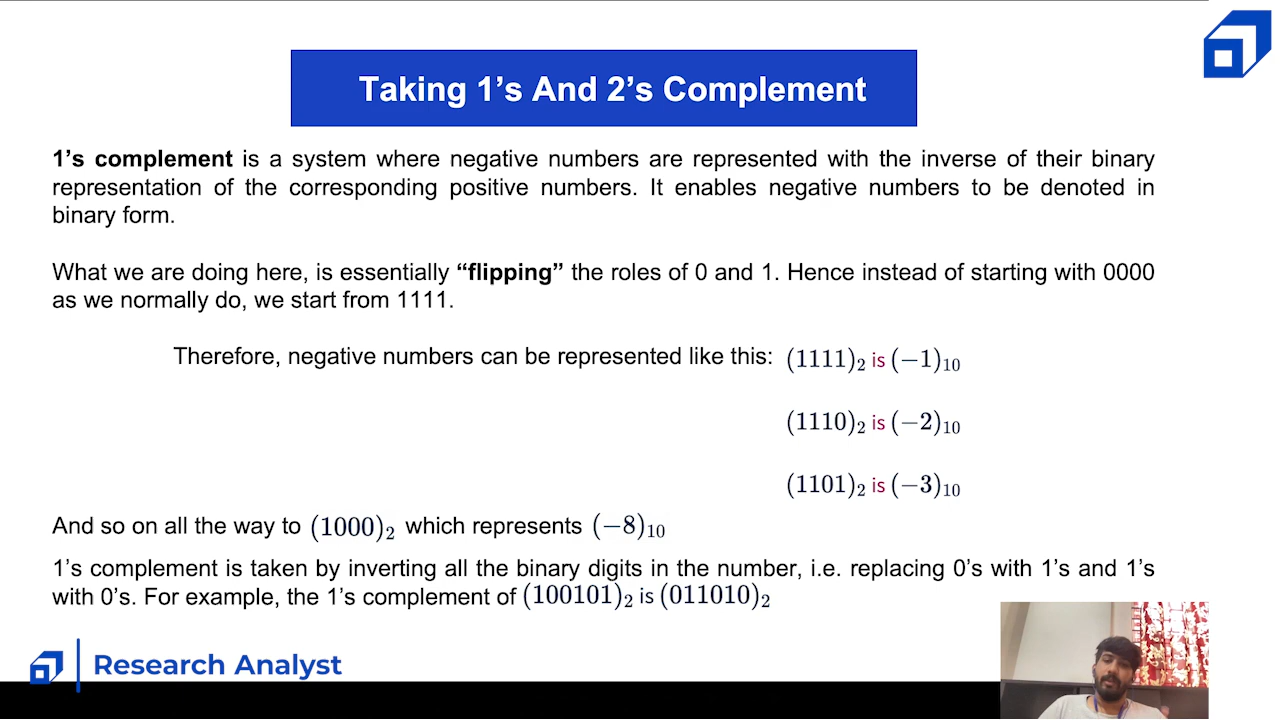 Taking 1’s And 2’s Complement
1’s complement is a system where negative numbers are represented with the inverse of their binary
representation of the corresponding positive numbers. It enables negative numbers to be denoted in
binary form.
What we are doing here, is essentially “flipping” the roles of 0 and 1. Hence instead of starting with 0000
as we normally do, we start from 1111.
Therefore, negative numbers can be represented like this: (1111)₂ is (−1)₁₀
(1110)₂ is (−2)₁₀
(1101)₂ is (−3)₁₀
And so on all the way to (1000)₂ which represents (−8)₁₀
1’s complement is taken by inverting all the binary digits in the number, i.e. replacing 0’s with 1’s and 1’s
with 0’s. For example, the 1’s complement of (100101)₂ is (011010)₂
Research Analyst